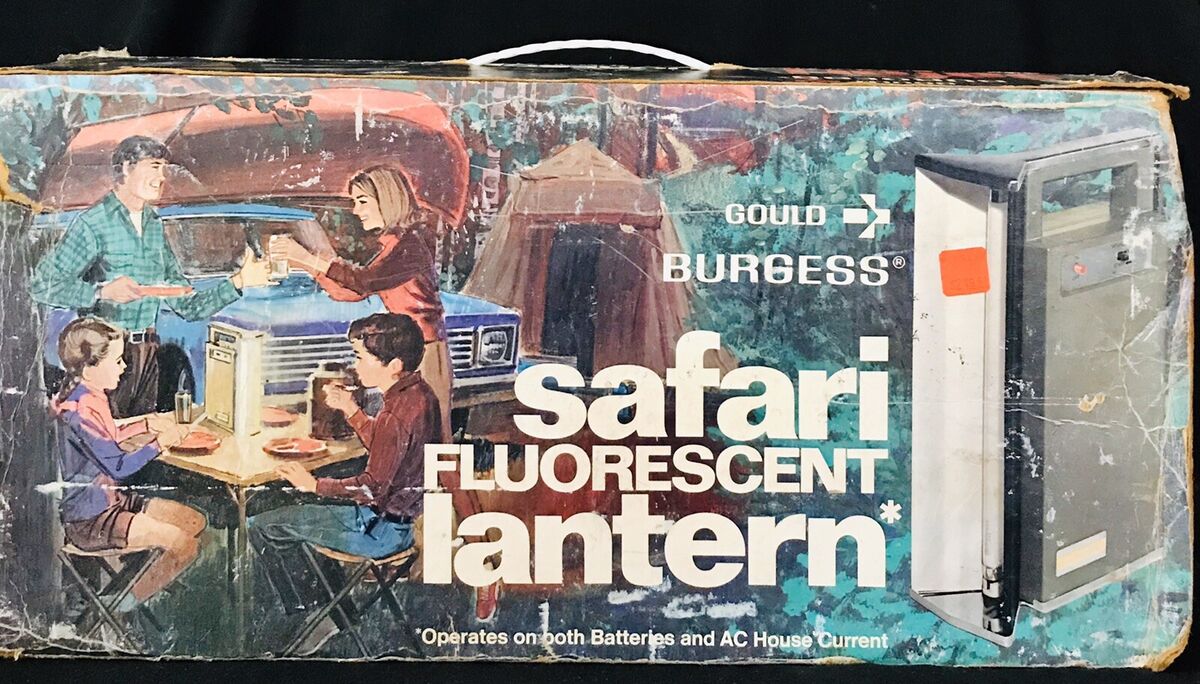 GOULD
BURGESS®
safari
FLUORESCENT
lantern*
*Operates on both Batteries and AC House Current